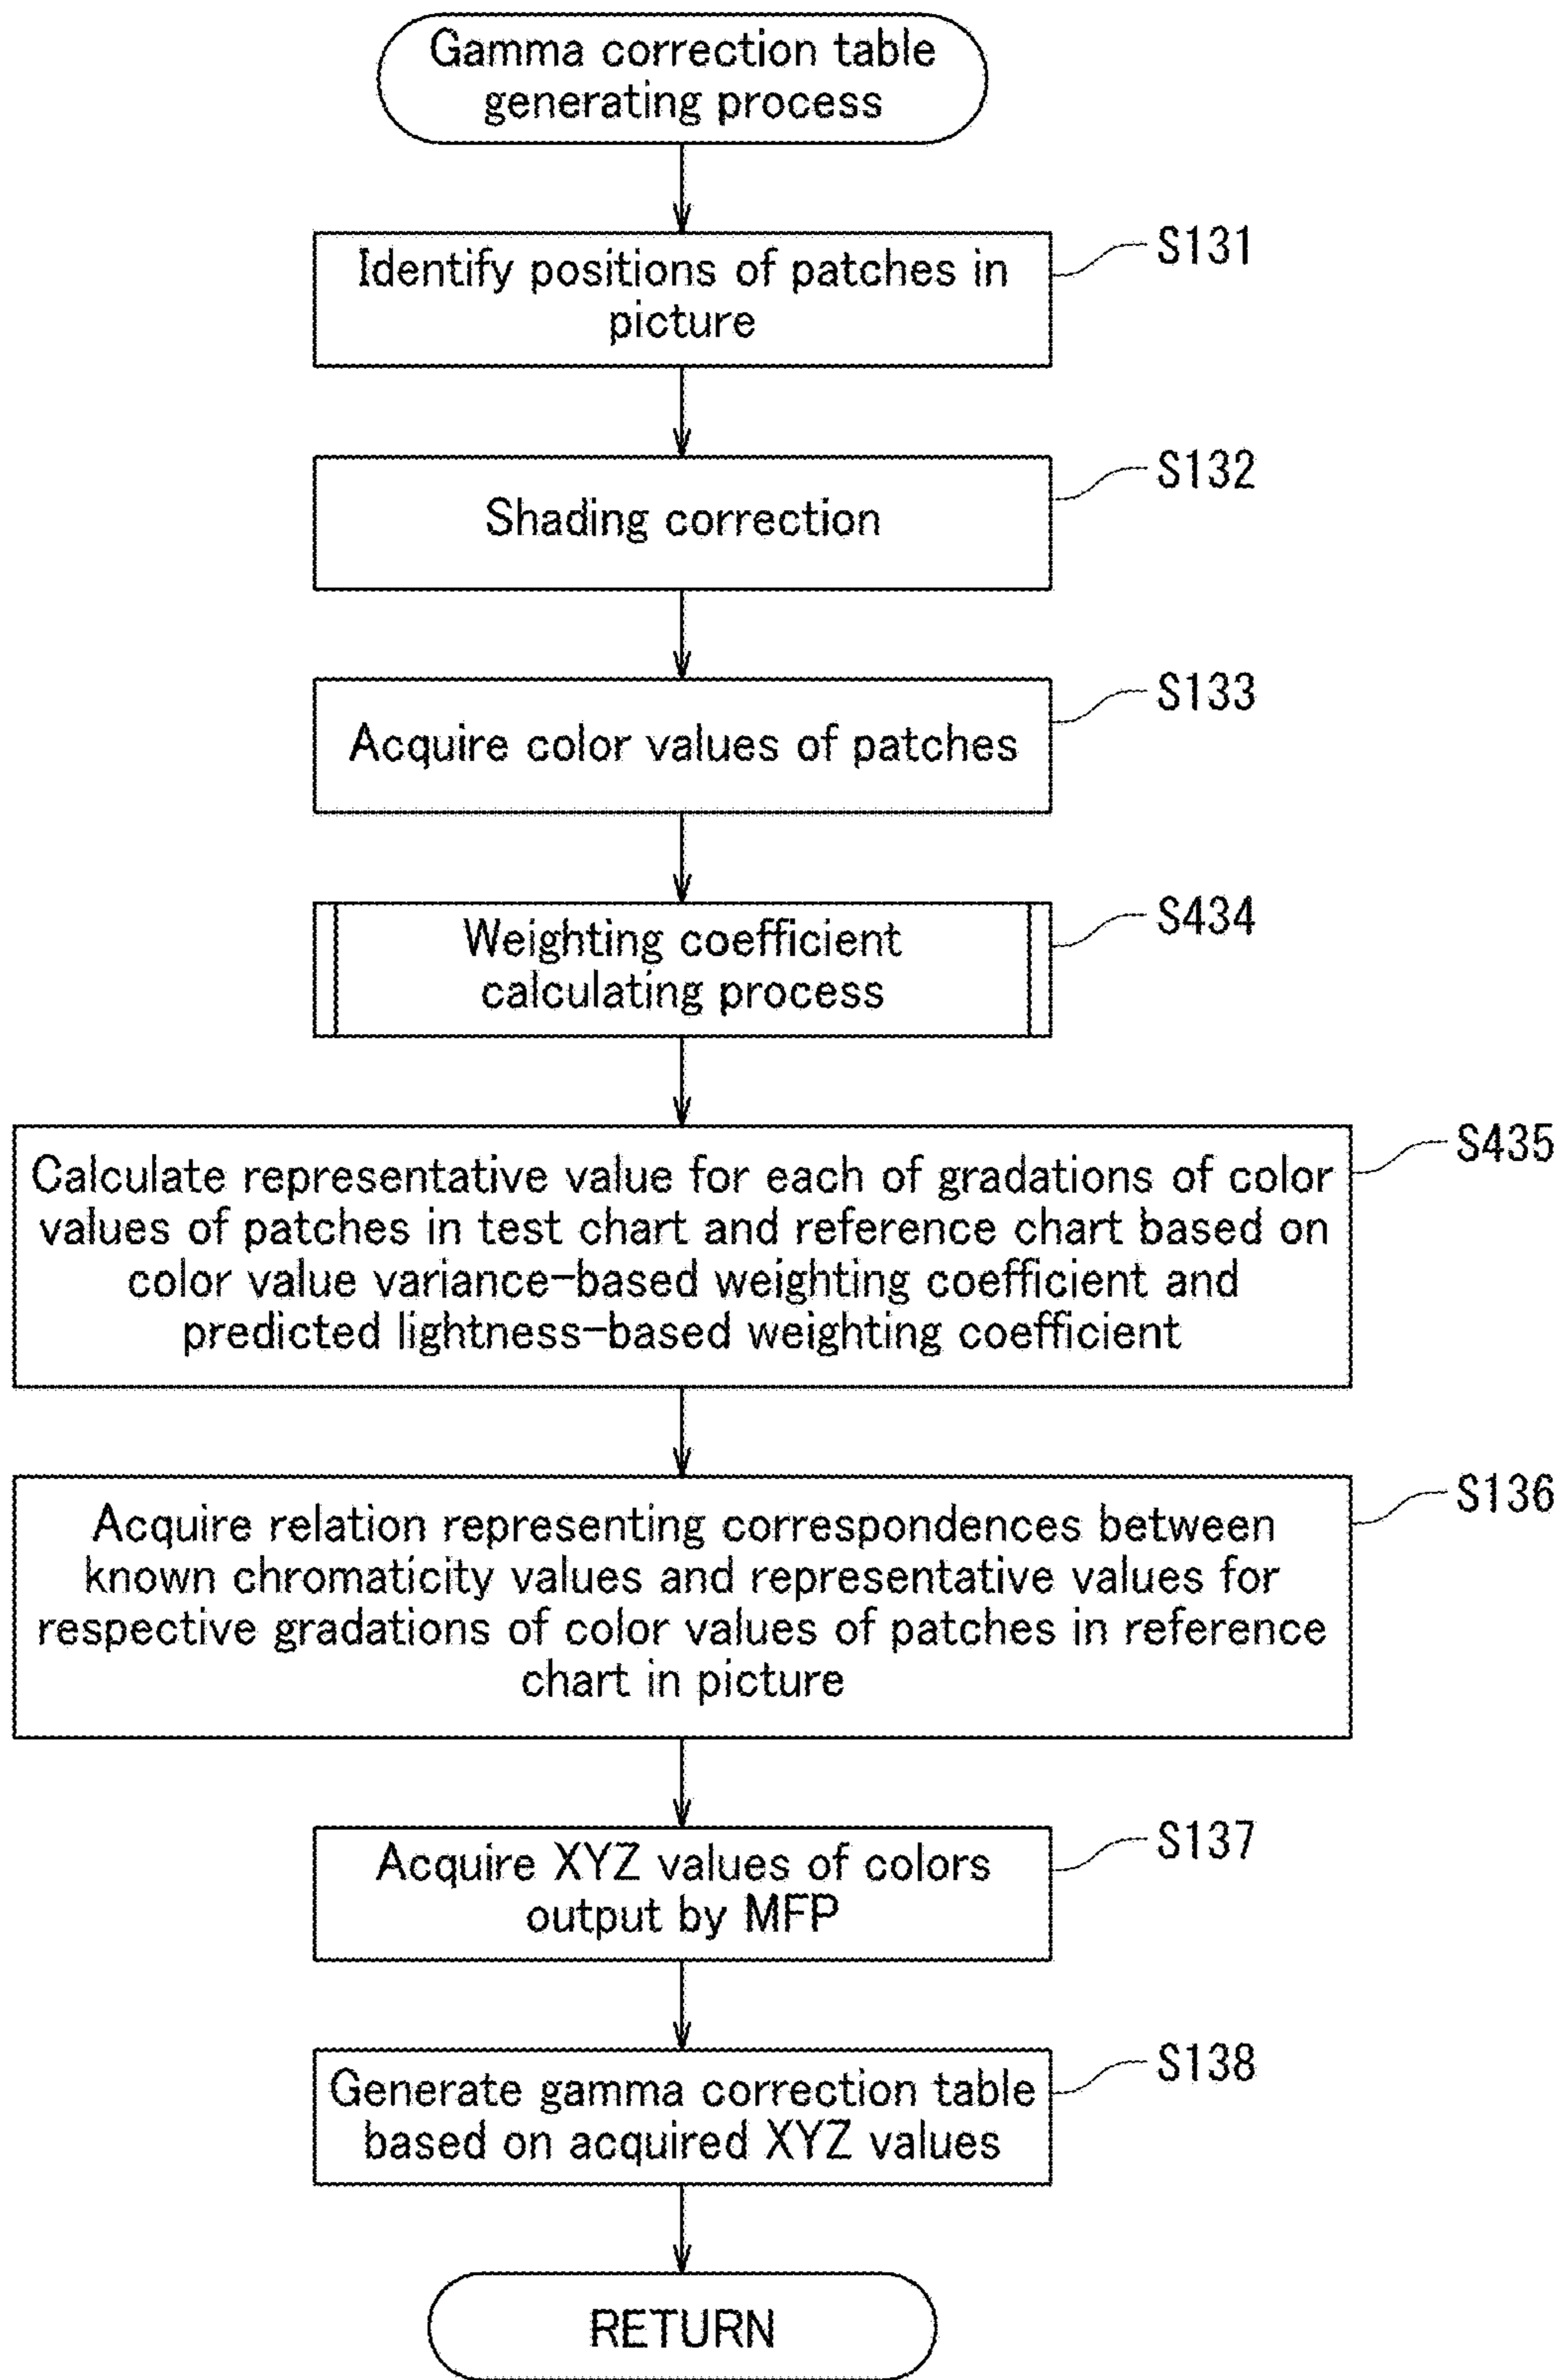 Gamma correction table
generating process
S131
Identify positions of patches in
picture
S132
Shading correction
S133
Acquire color values of patches
S434
Weighting coefficient
calculating process
S435
Calculate representative value for each of gradations of color
values of patches in test chart and reference chart based on
color value variance-based weighting coefficient and
predicted lightness-based weighting coefficient
S136
Acquire relation representing correspondences between
known chromaticity values and representative values for
respective gradations of color values of patches in reference
chart in picture
S137
Acquire XYZ values of colors
output by MFP
S138
Generate gamma correction table
based on acquired XYZ values
RETURN